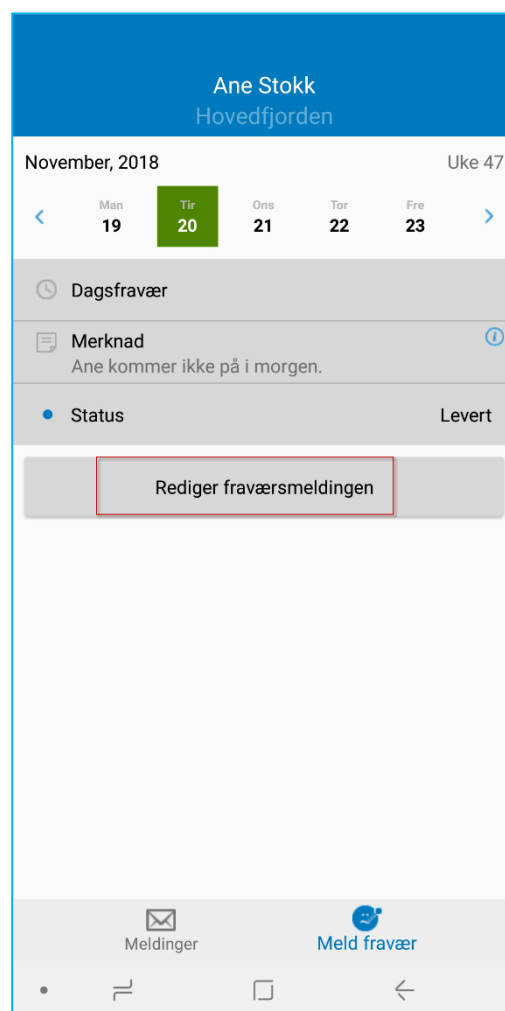 Ane Stokk
Hovedfjorden
November, 2018 Uke 47
Man Tir Ons Tor Fre
19 20 21 22 23
Dagsfravær
Merknad
Ane kommer ikke på i morgen.
Status Levert
Rediger fraværsmeldingen
Meldinger Meld fravær